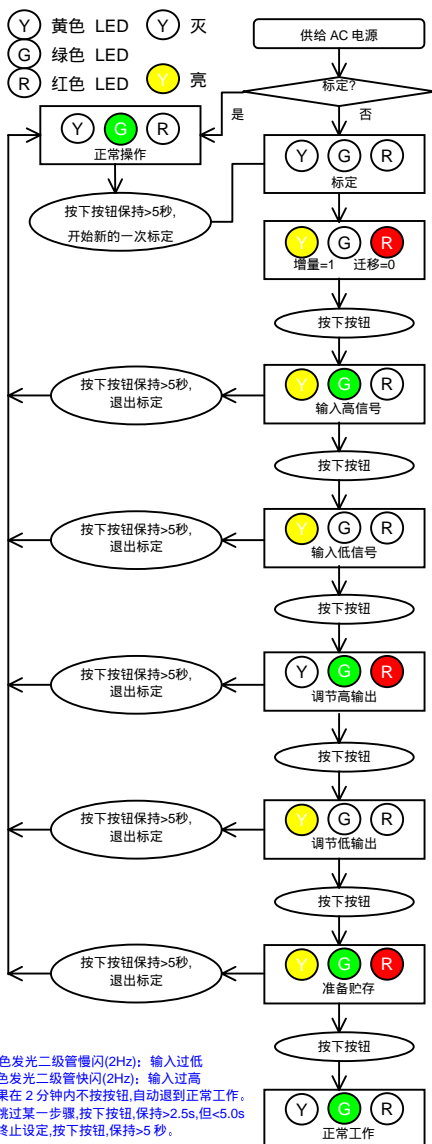 Y 黄色 LED Y 灭
G 绿色 LED
R 红色 LED Y 亮
供给 AC 电源
标定?
是 否
Y G R
正常操作
Y G R
标定
按下按钮保持>5秒,
开始新的一次标定
Y G R
增量=1 迁移=0
按下按钮
Y G R
输入高信号
按下按钮保持>5秒,
退出标定
按下按钮
Y G R
输入低信号
按下按钮保持>5秒,
退出标定
按下按钮
Y G R
调节高输出
按下按钮保持>5秒,
退出标定
按下按钮
Y G R
调节低输出
按下按钮保持>5秒,
退出标定
按下按钮
Y G R
准备贮存
按下按钮保持>5秒,
退出标定
按下按钮
Y G R
正常工作
色发光二级管慢闪(2Hz); 输入过低
色发光二级管快闪(2Hz); 输入过高
果在 2 分钟内不按按钮,自动退到正常工作。
跳过某一步骤,按下按钮,保持>2.5s,但<5.0s
终止设定,按下按钮,保持>5 秒。